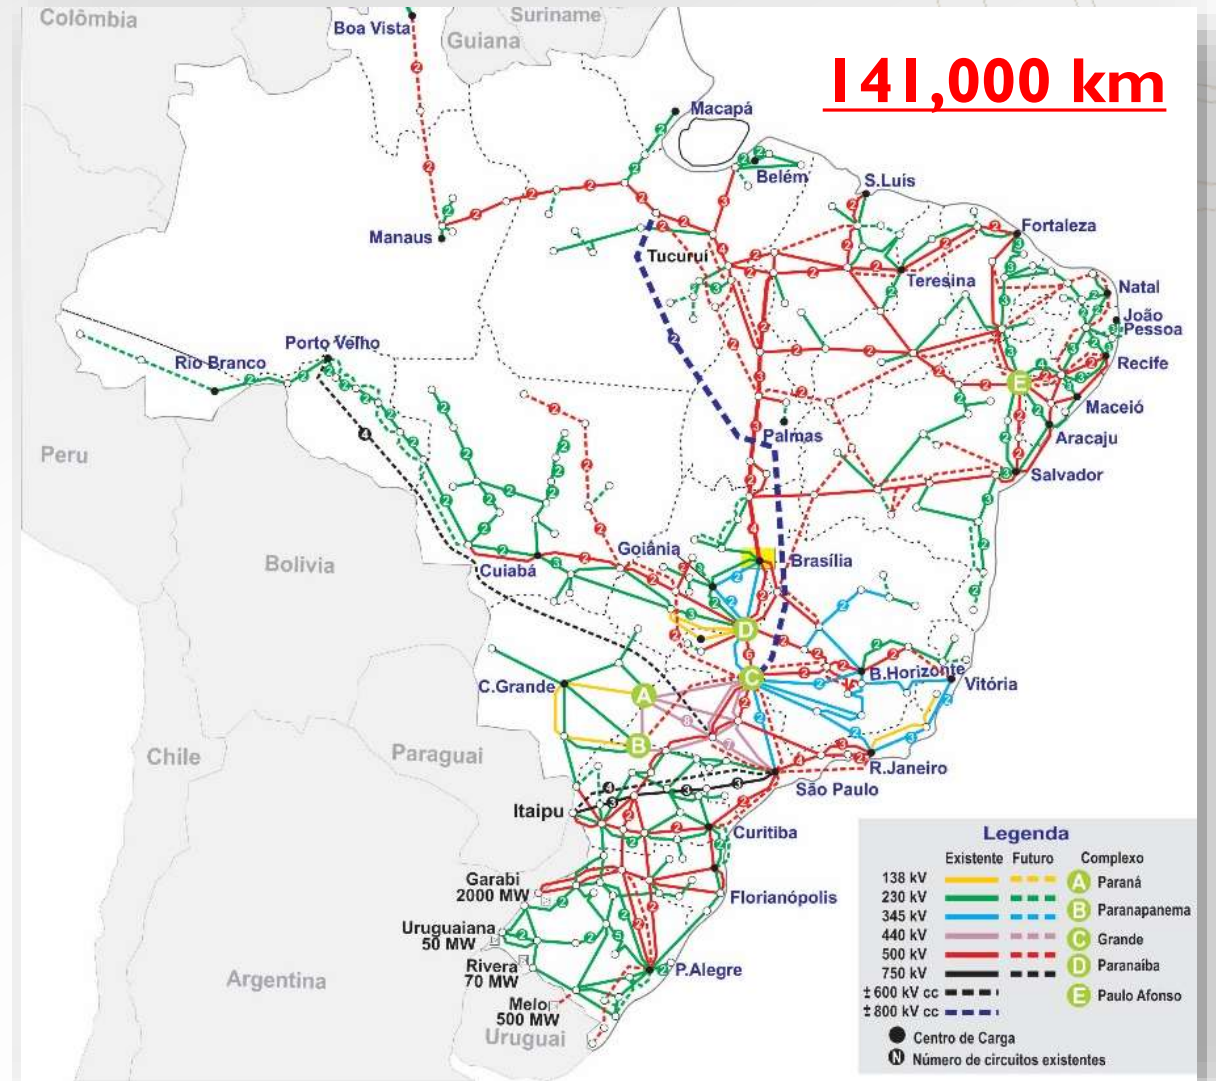 Colômbia
Suriname
Boa Vista
Guiana
141,000 km
Macapá
Belém
S.Luís
Manaus
Fortaleza
Tucuruí
Teresina
Natal
João
Pessoa
Porto Velho
Rio Branco
Recife
E
Maceió
Palmas
Aracaju
Peru
Salvador
Goiânia
Brasília
Bolivia
Cuiabá
D
B.Horizonte
C
Vitória
C.Grande
A
B
Chile
Paraguai
R.Janeiro
São Paulo
Itaipu
Curitiba
Garabi
2000 MW
Florianópolis
Uruguaiana
50 MW
Rivera
70 MW
P.Alegre
Argentina
Melo
500 MW
Uruguai
Legenda
Existente Futuro Complexo
138 kV A Paraná
230 kV B Paranapanema
345 kV
440 kV C Grande
500 kV D Paranaíba
750 kV
±600 kV cc E Paulo Afonso
±800 kV cc
Centro de Carga
N Número de circuitos existentes